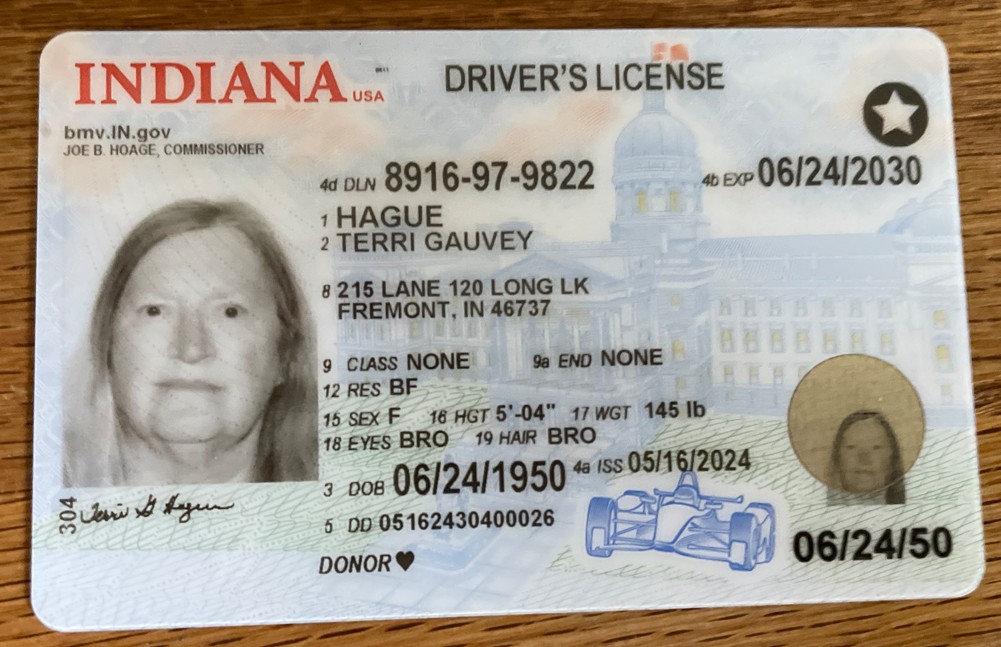 INDIANA USA
DRIVER'S LICENSE
bmv.IN.gov
JOE B. HOAGE, COMMISSIONER
4d DLN 8916-97-9822
4b EXP 06/24/2030
1 HAGUE
2 TERRI GAUVEY
8 215 LANE 120 LONG LK
FREMONT, IN 46737
9 CLASS NONE 9a END NONE
12 RES BF
15 SEX F 16 HGT 5'-04" 17 WGT 145 lb
18 EYES BRO 19 HAIR BRO
3 DOB 06/24/1950 4a ISS 05/16/2024
5 DD 05162430400026
DONOR
304
Terri G Hague
06/24/50